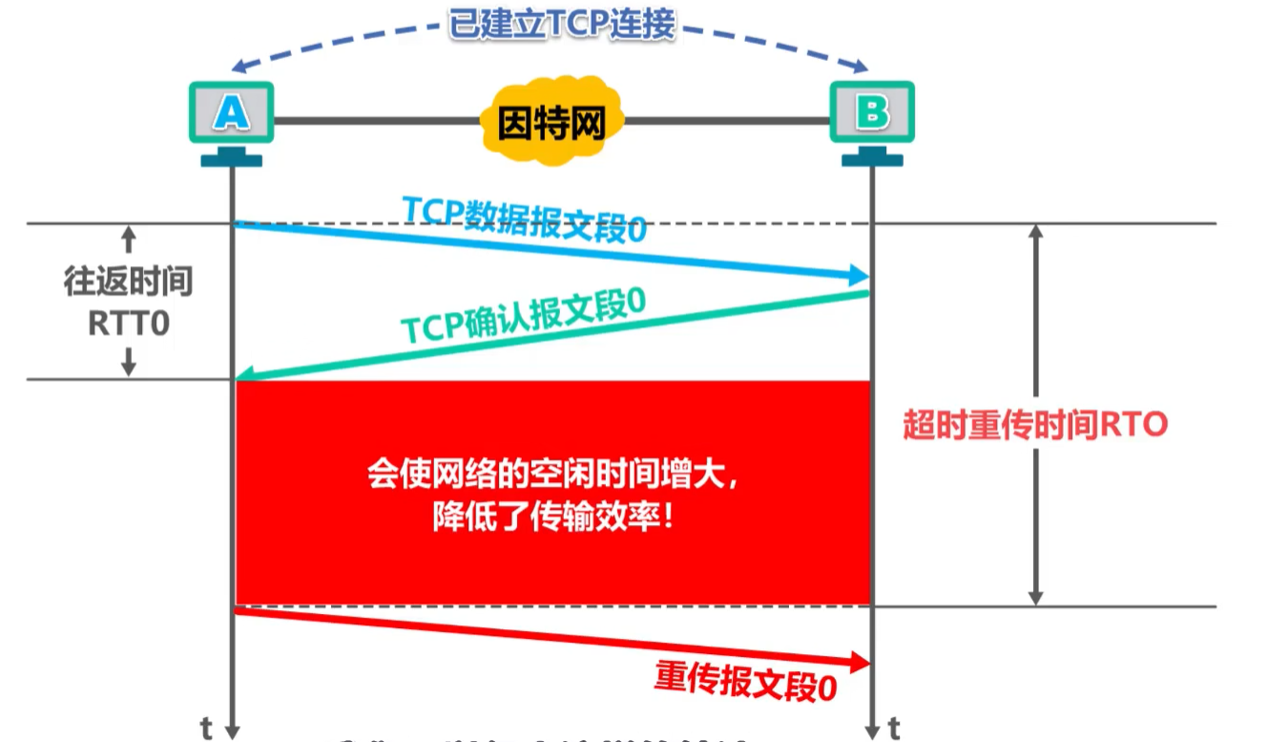 已建立TCP连接
A
因特网
B
TCP数据报文段0
往返时间
RTT0
TCP确认报文段0
超时重传时间RTO
会使网络的空闲时间增大，
降低了传输效率！
重传报文段0
t
t